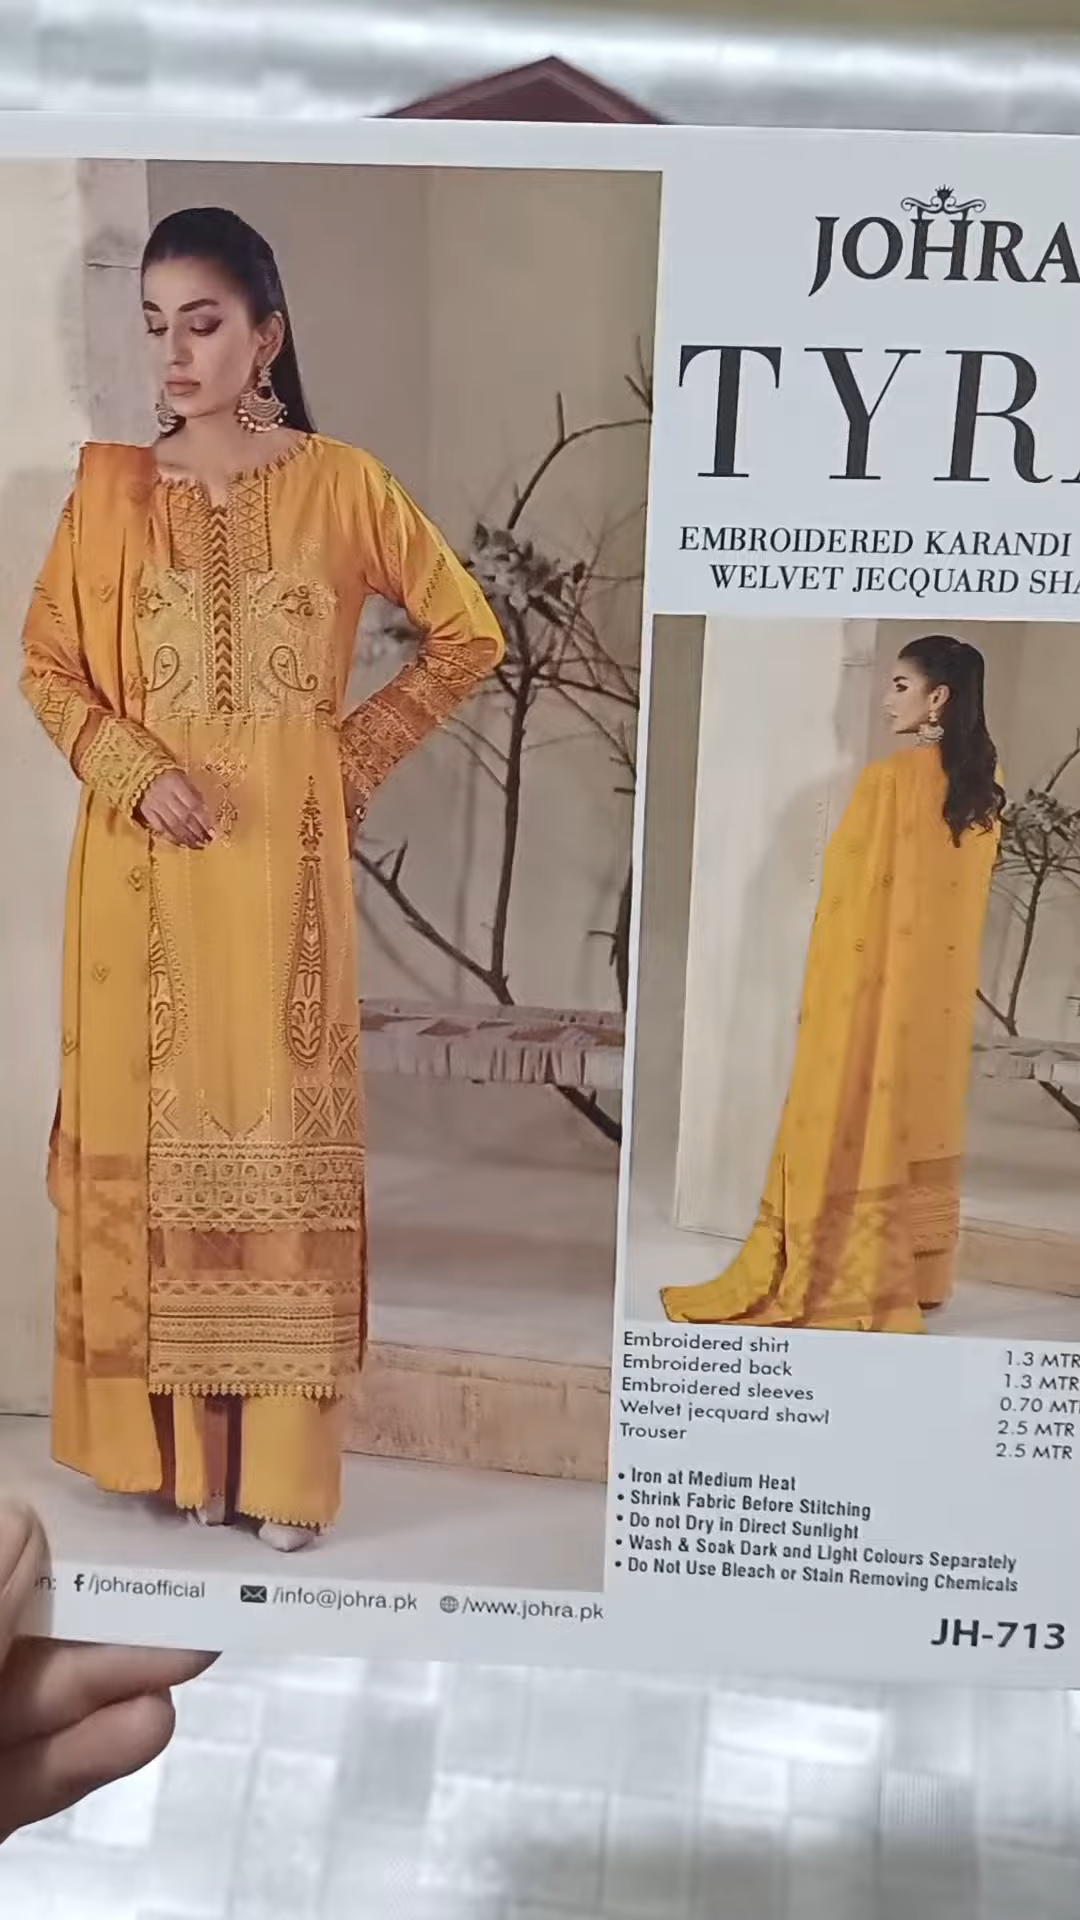 JOHRA
EMBROIDERED KARANDI
WELVET JECQUARD
Embroidered shirt 1.3 MTR
Embroidered back 1.3 MTR
Embroidered sleeves 0.70
Welvet jecquard shawl 2.5 MTR
Trouser 2.5 MTR
• Iron at Medium Heat
• Shrink Fabric Before Stitching
• Do not Dry in Direct Sunlight
• Wash & Soak Dark and Light Colours Separately
• Do Not Use Bleach or Stain Removing Chemicals
/johraofficial /info@johra.pk /www.johra.pk
JH-713